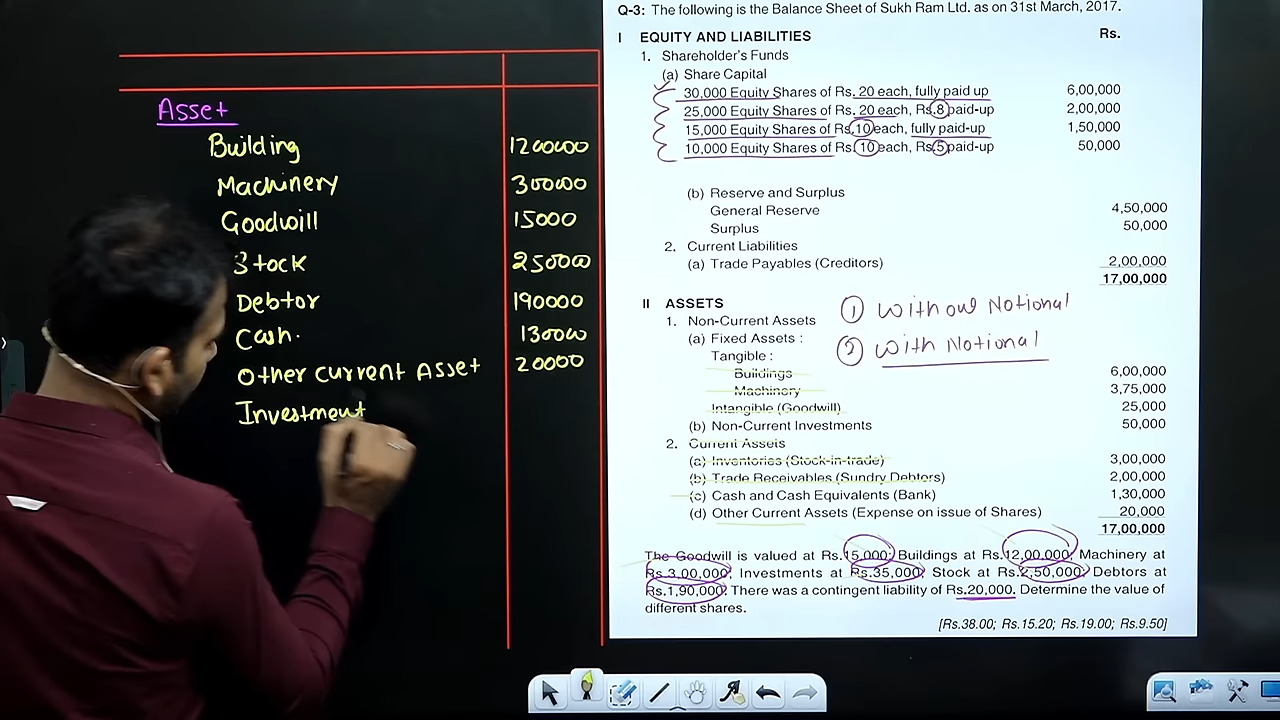 Asset
Building 1200000
Machinery 300000
Goodwill 15000
Stock 250000
Debtor 190000
Cash. 130000
Other current Asset 20000
Investment
Q-3: The following is the Balance Sheet of Sukh Ram Ltd. as on 31st March, 2017.
I EQUITY AND LIABILITIES Rs.
1. Shareholder's Funds
(a) Share Capital
30,000 Equity Shares of Rs. 20 each, fully paid up 6,00,000
25,000 Equity Shares of Rs. 20 each, Rs.8 paid-up 2,00,000
15,000 Equity Shares of Rs.10 each, fully paid-up 1,50,000
10,000 Equity Shares of Rs. 10 each, Rs.5 paid-up 50,000
(b) Reserve and Surplus
General Reserve 4,50,000
Surplus 50,000
2. Current Liabilities
(a) Trade Payables (Creditors) 2,00,000
17,00,000
II ASSETS
① without Notional
1. Non-Current Assets
(a) Fixed Assets :
② with Notional
Tangible :
Buildings 6,00,000
Machinery 3,75,000
Intangible (Goodwill) 25,000
(b) Non-Current Investments 50,000
2. Current Assets
(a) Inventories (Stock-in-trade) 3,00,000
(b) Trade Receivables (Sundry Debtors) 2,00,000
(c) Cash and Cash Equivalents (Bank) 1,30,000
(d) Other Current Assets (Expense on issue of Shares) 20,000
17,00,000
The Goodwill is valued at Rs.15,000; Buildings at Rs.12,00,000; Machinery at
Rs.3,00,000; Investments at Rs.35,000; Stock at Rs.2,50,000; Debtors at
Rs.1,90,000. There was a contingent liability of Rs.20,000. Determine the value of
different shares.
[Rs.38.00; Rs.15.20; Rs.19.00; Rs.9.50]